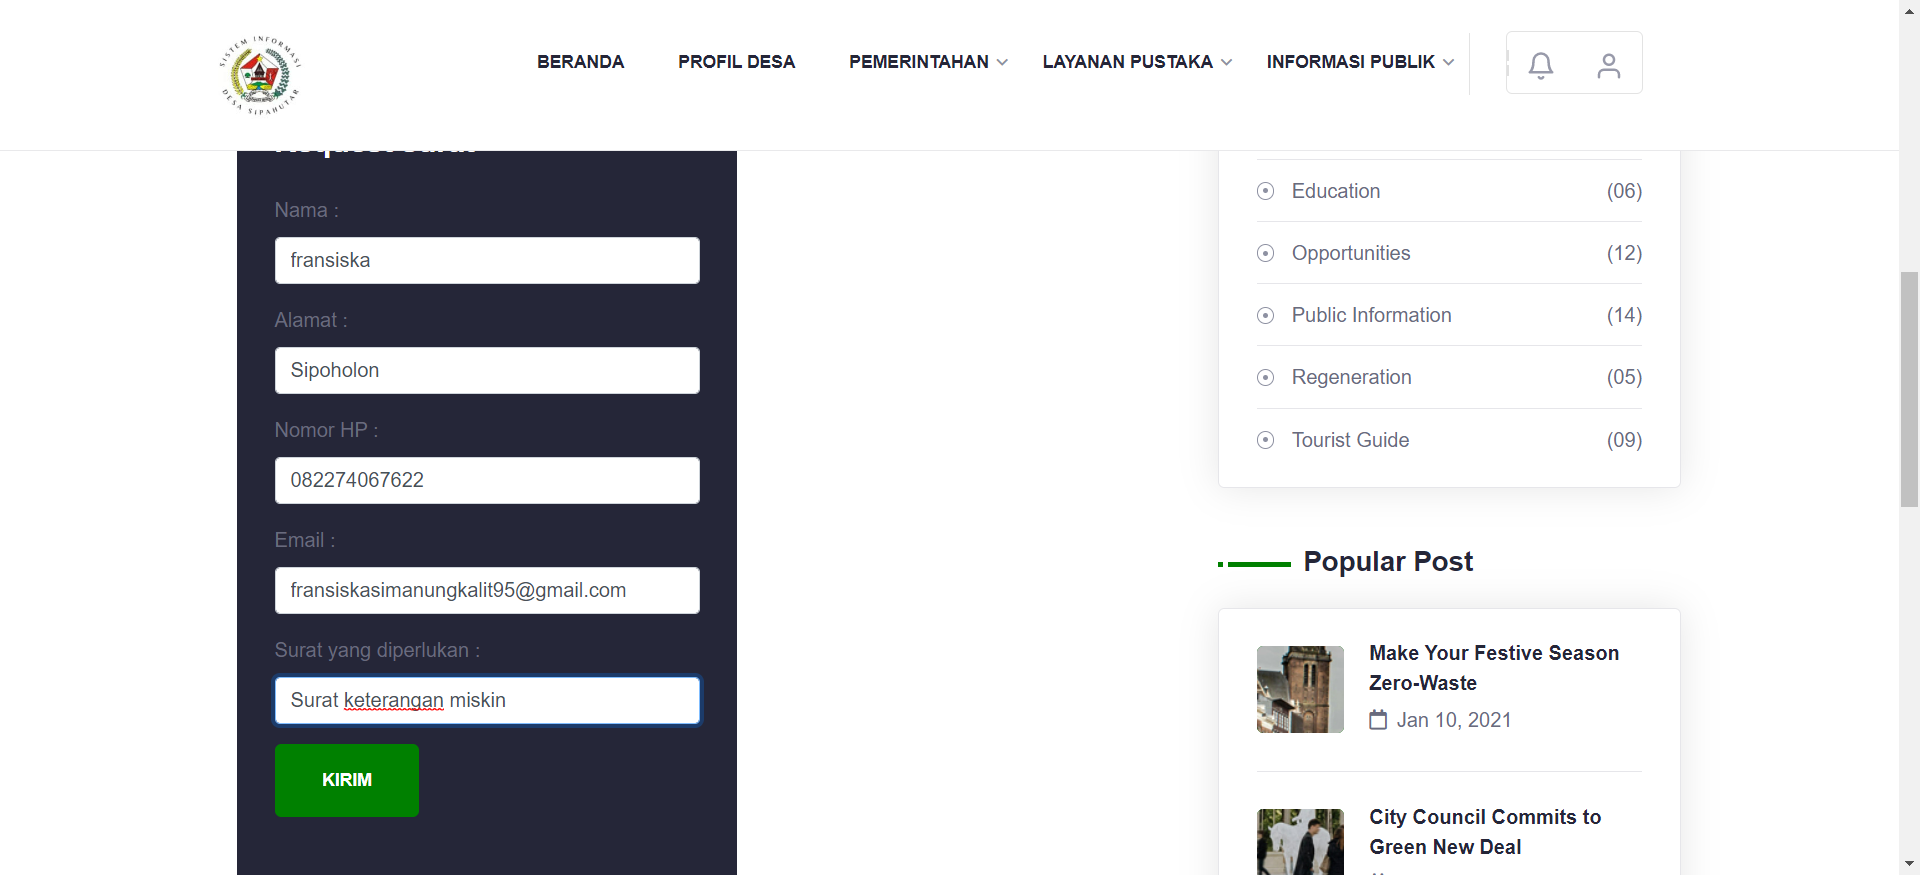 SISTEM INFORMASI
DESA SIPAHUTAR
BERANDA
PROFIL DESA
PEMERINTAHAN
LAYANAN PUSTAKA
INFORMASI PUBLIK
Nama :
fransiska
Alamat :
Sipoholon
Nomor HP :
082274067622
Email :
fransiskasimanungkalit95@gmail.com
Surat yang diperlukan :
Surat keterangan miskin
KIRIM
Education (06)
Opportunities (12)
Public Information (14)
Regeneration (05)
Tourist Guide (09)
Popular Post
Make Your Festive Season
Zero-Waste
Jan 10, 2021
City Council Commits to
Green New Deal